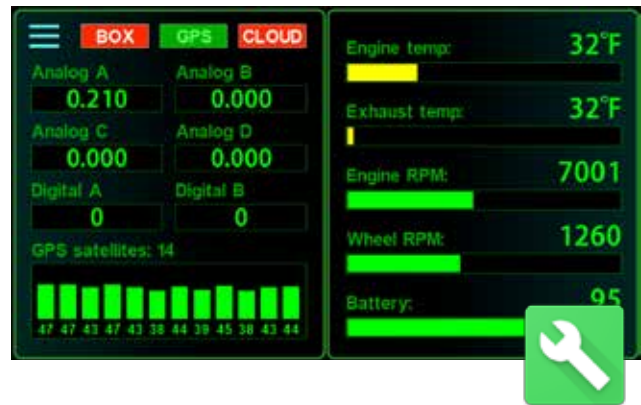 BOX GPS CLOUD
Analog A Analog B
0.210 0.000
Analog C Analog D
0.000 0.000
Digital A Digital B
0 0
GPS satellites: 14
47 47 43 47 43 38 44 39 45 38 43 44
Engine temp: 32°F
Exhaust temp: 32°F
Engine RPM: 7001
Wheel RPM: 1260
Battery: 95